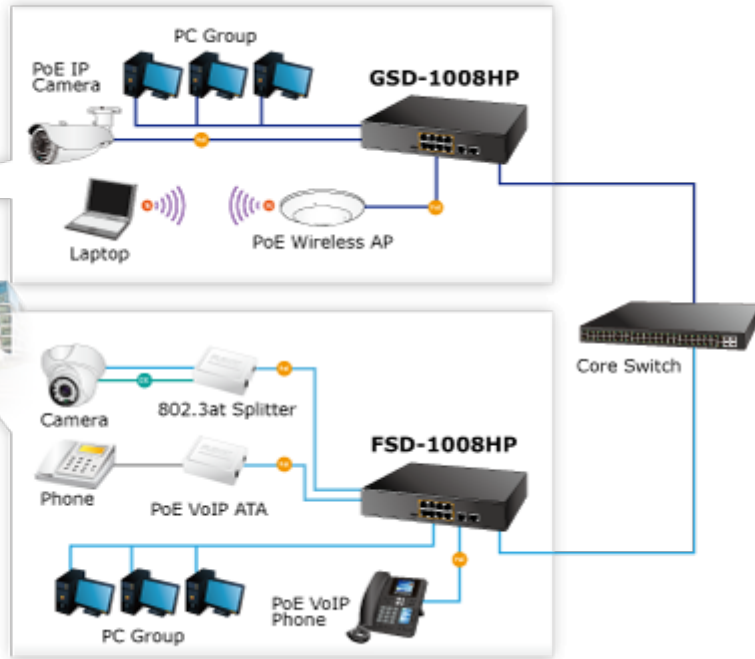 PC Group
PoE IP
Camera
GSD-1008HP
Laptop
PoE Wireless AP
Core Switch
Camera
802.3at Splitter
FSD-1008HP
Phone
PoE VoIP ATA
PC Group
PoE VoIP
Phone